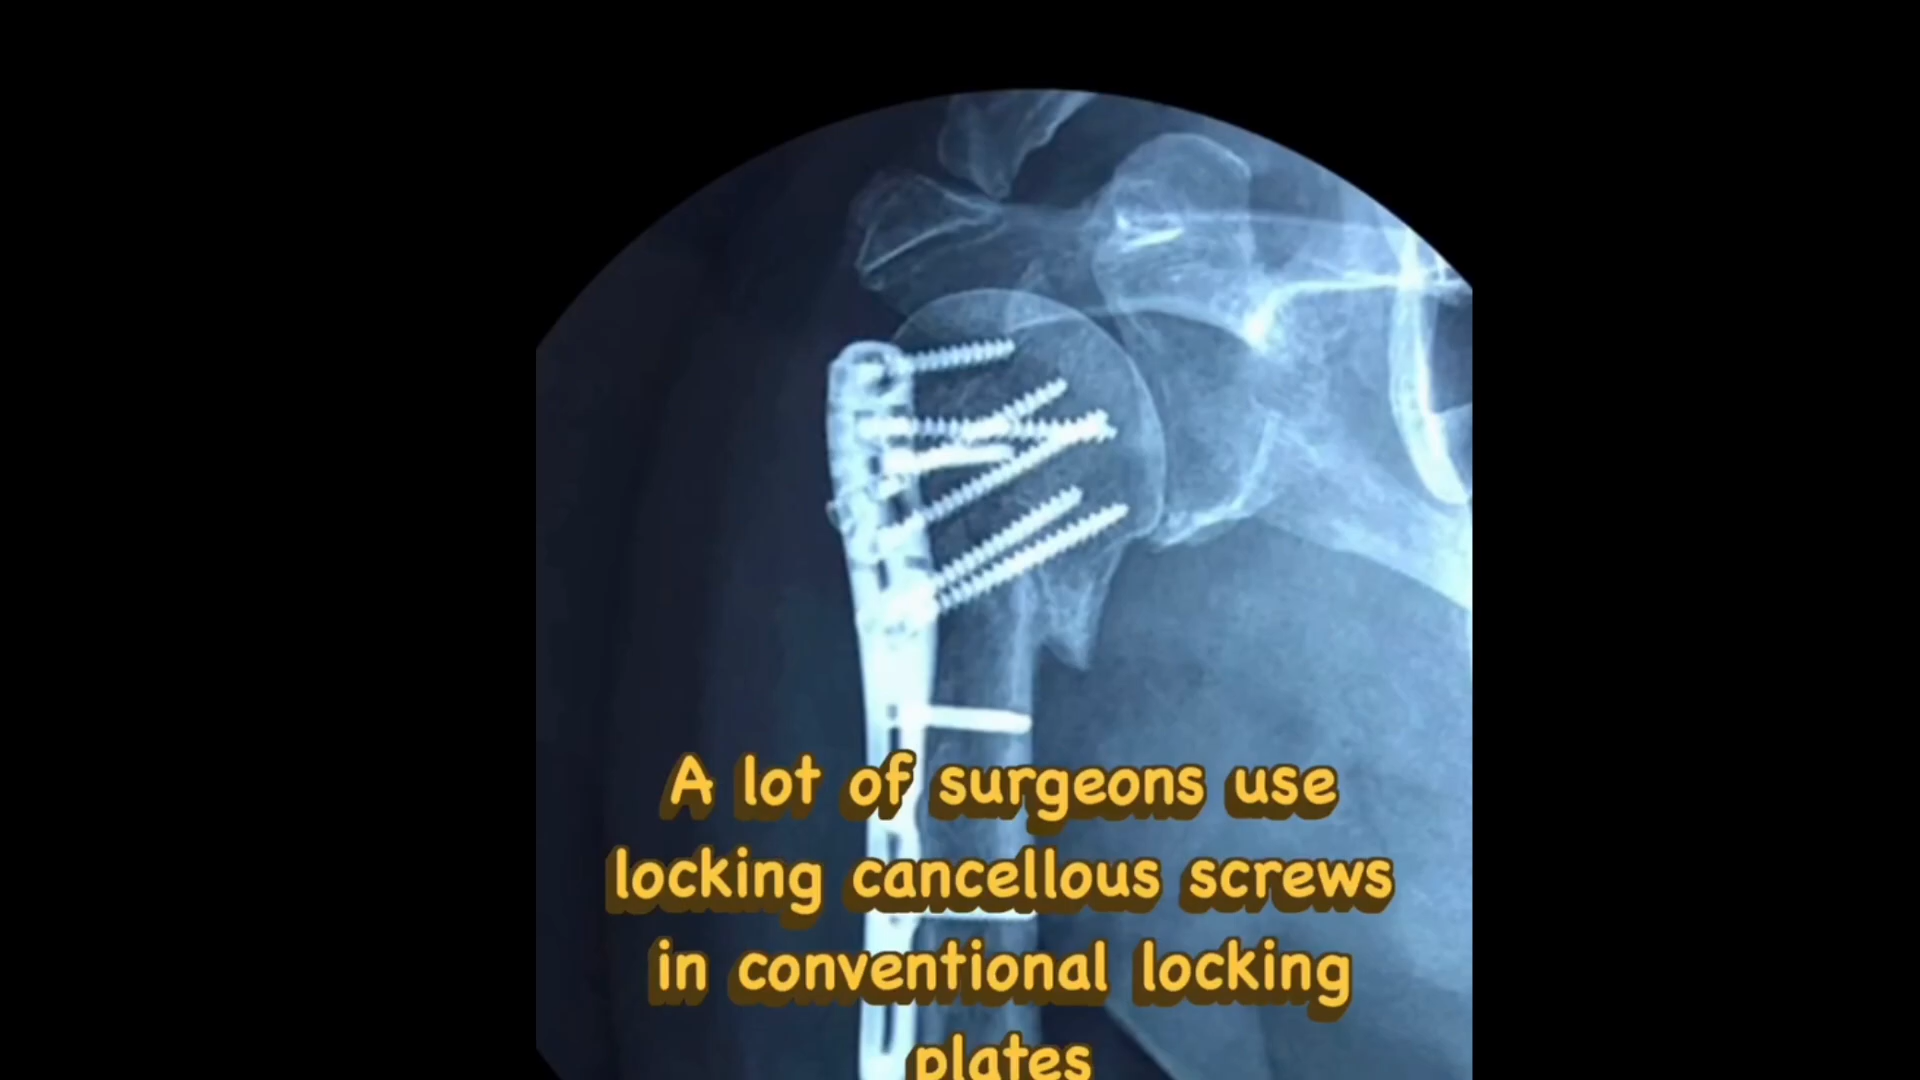 A lot of surgeons use
locking cancellous screws
in conventional locking
plates